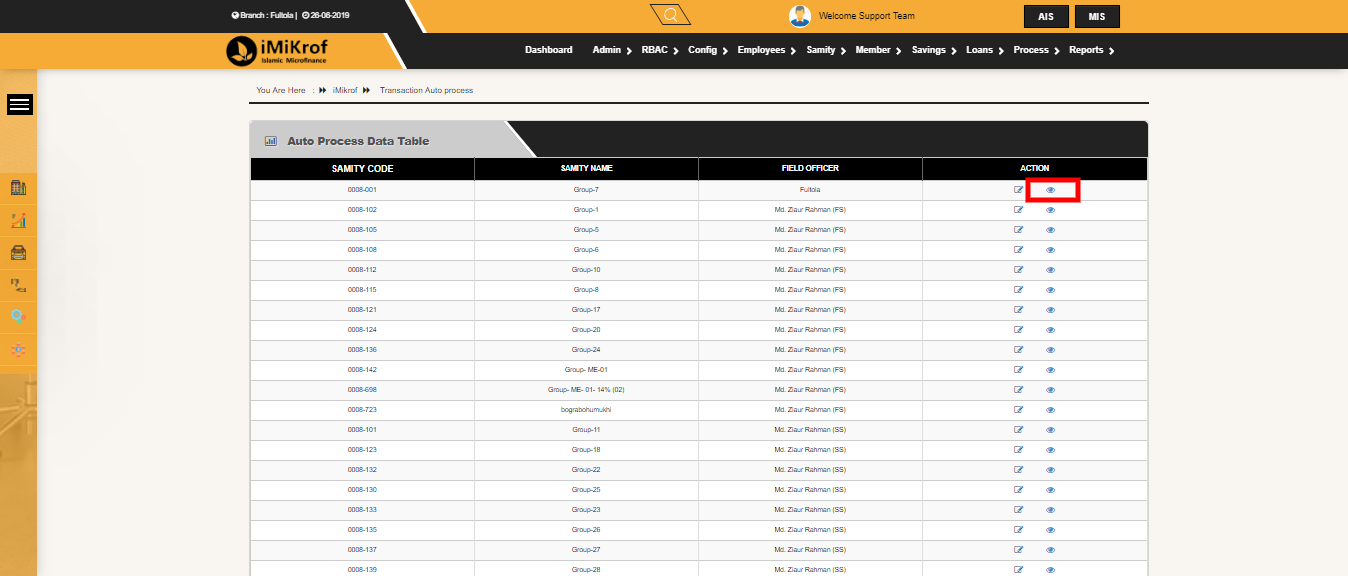 Branch : Fultola | 26-06-2019
Welcome Support Team
AIS
MIS
iMiKrof
Islamic Microfinance
Dashboard Admin RBAC Config Employees Samity Member Savings Loans Process Reports
You Are Here : iMikrof Transaction Auto process
Auto Process Data Table
SAMITY CODE SAMITY NAME FIELD OFFICER ACTION
0008-001 Group-7 Fultola
0008-102 Group-1 Md. Ziaur Rahman (FS)
0008-105 Group-5 Md. Ziaur Rahman (FS)
0008-108 Group-6 Md. Ziaur Rahman (FS)
0008-112 Group-10 Md. Ziaur Rahman (FS)
0008-115 Group-8 Md. Ziaur Rahman (FS)
0008-121 Group-17 Md. Ziaur Rahman (FS)
0008-124 Group-20 Md. Ziaur Rahman (FS)
0008-136 Group-24 Md. Ziaur Rahman (FS)
0008-142 Group- ME-01 Md. Ziaur Rahman (FS)
0008-698 Group- ME- 01- 14% (02) Md. Ziaur Rahman (FS)
0008-723 bograbohumukhi Md. Ziaur Rahman (FS)
0008-101 Group-11 Md. Ziaur Rahman (SS)
0008-123 Group-18 Md. Ziaur Rahman (SS)
0008-132 Group-22 Md. Ziaur Rahman (SS)
0008-130 Group-25 Md. Ziaur Rahman (SS)
0008-133 Group-23 Md. Ziaur Rahman (SS)
0008-135 Group-26 Md. Ziaur Rahman (SS)
0008-137 Group-27 Md. Ziaur Rahman (SS)
0008-139 Group-28 Md. Ziaur Rahman (SS)